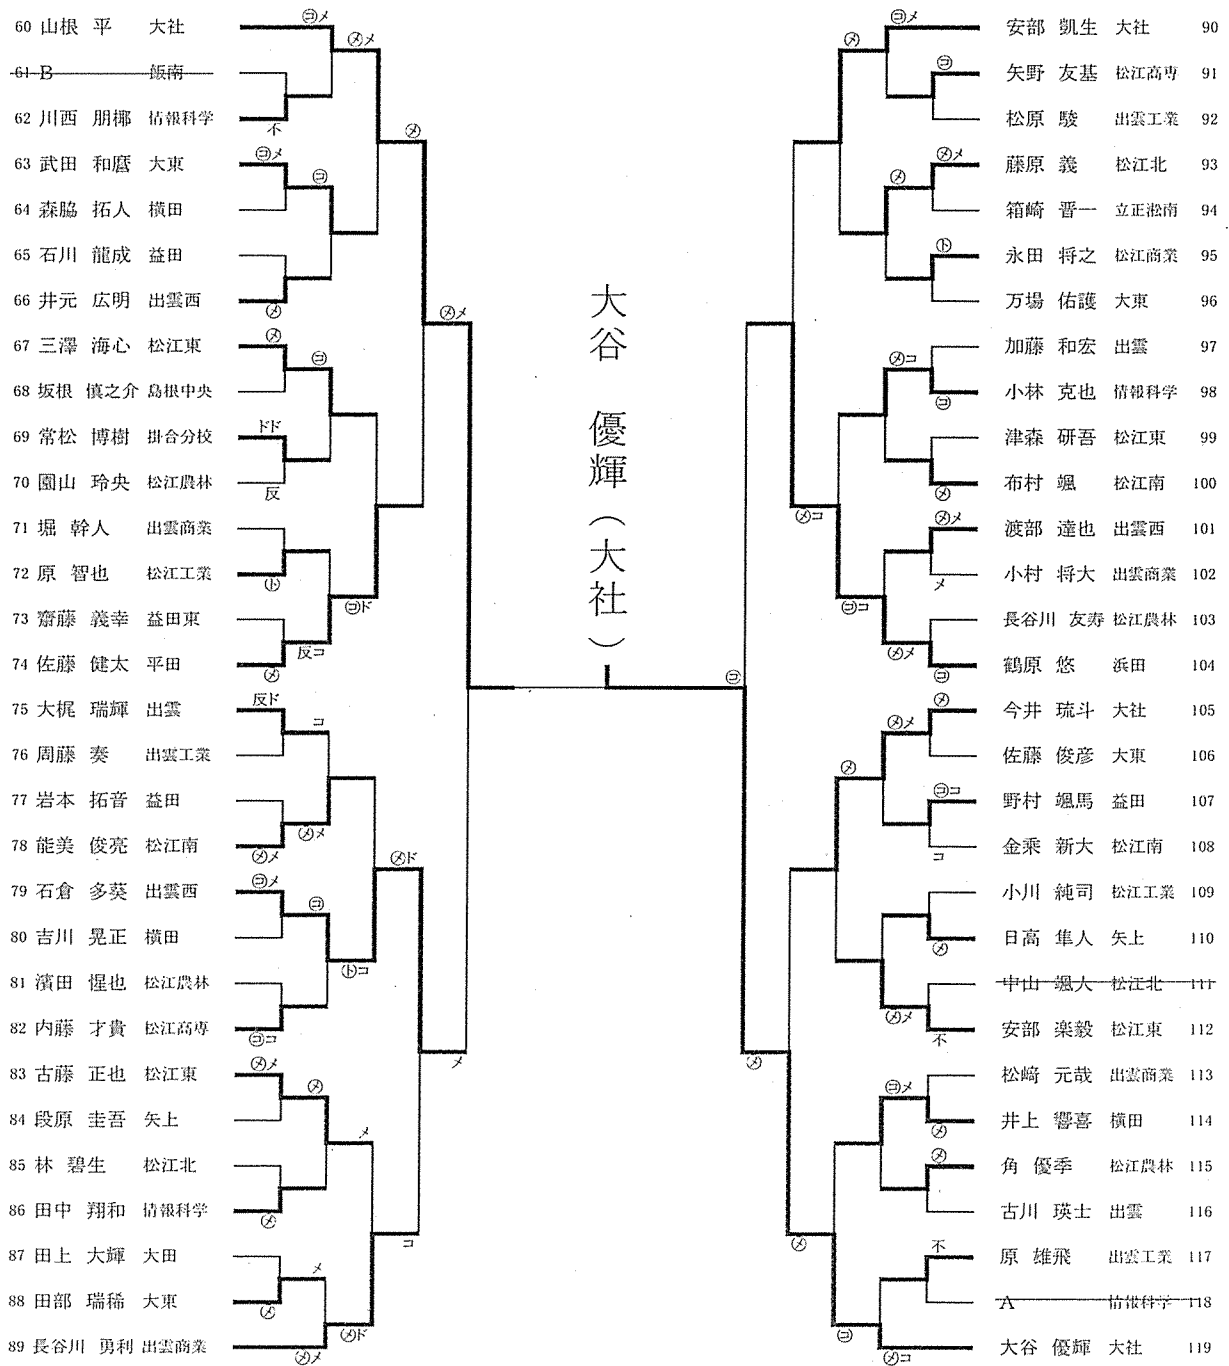 60 山根 平 大社
61 B 飯南
62 川西 朋椰 情報科学
63 武田 和磨 大東
64 森脇 拓人 横田
65 石川 龍成 益田
66 井元 広明 出雲西
67 三澤 海心 松江東
68 坂根 慎之介 島根中央
69 常松 博樹 掛合分校
70 園山 玲央 松江農林
71 堀 幹人 出雲商業
72 原 智也 松江工業
73 齋藤 義幸 益田東
74 佐藤 健太 平田
75 大梶 瑞輝 出雲
76 周藤 奏 出雲工業
77 岩本 拓音 益田
78 能美 俊亮 松江南
79 石倉 多葵 出雲西
80 吉川 晃正 横田
81 濱田 惺也 松江農林
82 内藤 才貴 松江高専
83 古藤 正也 松江東
84 段原 圭吾 矢上
85 林 碧生 松江北
86 田中 翔和 情報科学
87 田上 大輝 大田
88 田部 瑞稀 大東
89 長谷川 勇利 出雲商業
大谷 優輝（大社）
安部 凱生 大社 90
矢野 友基 松江高専 91
松原 駿 出雲工業 92
藤原 義 松江北 93
箱崎 晋一 立正淞南 94
永田 将之 松江商業 95
万場 佑護 大東 96
加藤 和宏 出雲 97
小林 克也 情報科学 98
津森 研吾 松江東 99
布村 颯 松江南 100
渡部 達也 出雲西 101
小村 将大 出雲商業 102
長谷川 友寿 松江農林 103
鶴原 悠 浜田 104
今井 琉斗 大社 105
佐藤 俊彦 大東 106
野村 颯馬 益田 107
金乘 新大 松江南 108
小川 純司 松江工業 109
日高 隼人 矢上 110
中山 颯人 松江北 111
安部 楽毅 松江東 112
松﨑 元哉 出雲商業 113
井上 響喜 横田 114
角 優季 松江農林 115
古川 瑛士 出雲 116
原 雄飛 出雲工業 117
A 情報科学 118
大谷 優輝 大社 119